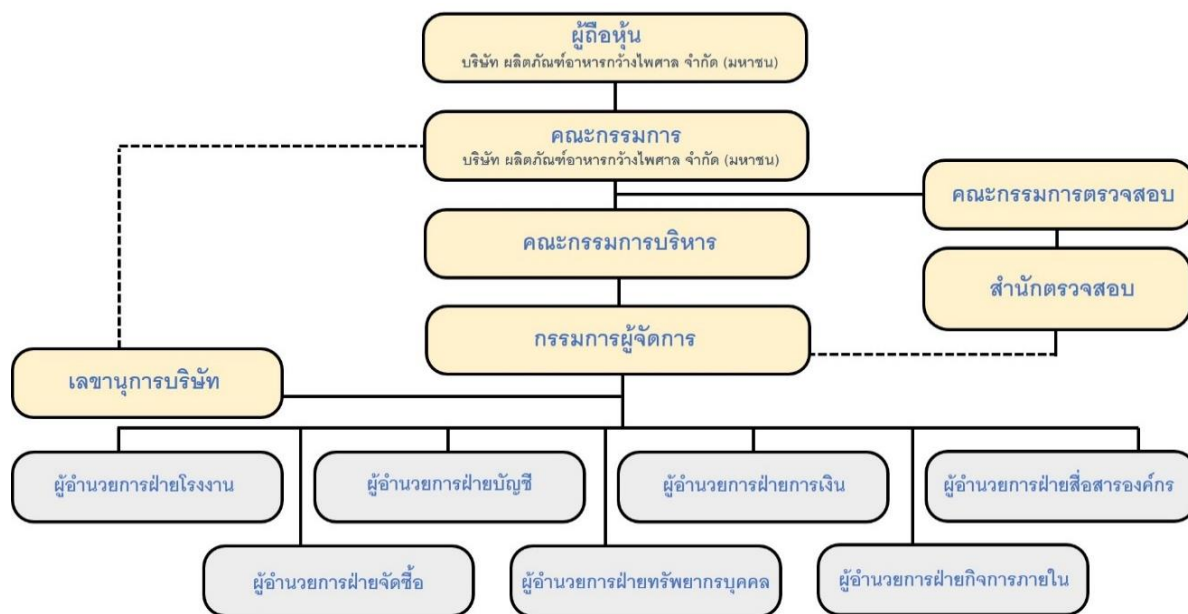 ผู้ถือหุ้น
บริษัท ผลิตภัณฑ์อาหารกว้างไพศาล จำกัด (มหาชน)
คณะกรรมการ
บริษัท ผลิตภัณฑ์อาหารกว้างไพศาล จำกัด (มหาชน)
คณะกรรมการตรวจสอบ
คณะกรรมการบริหาร
สำนักตรวจสอบ
กรรมการผู้จัดการ
เลขานุการบริษัท
ผู้อำนวยการฝ่ายโรงงาน
ผู้อำนวยการฝ่ายบัญชี
ผู้อำนวยการฝ่ายการเงิน
ผู้อำนวยการฝ่ายสื่อสารองค์กร
ผู้อำนวยการฝ่ายจัดซื้อ
ผู้อำนวยการฝ่ายทรัพยากรบุคคล
ผู้อำนวยการฝ่ายกิจการภายใน